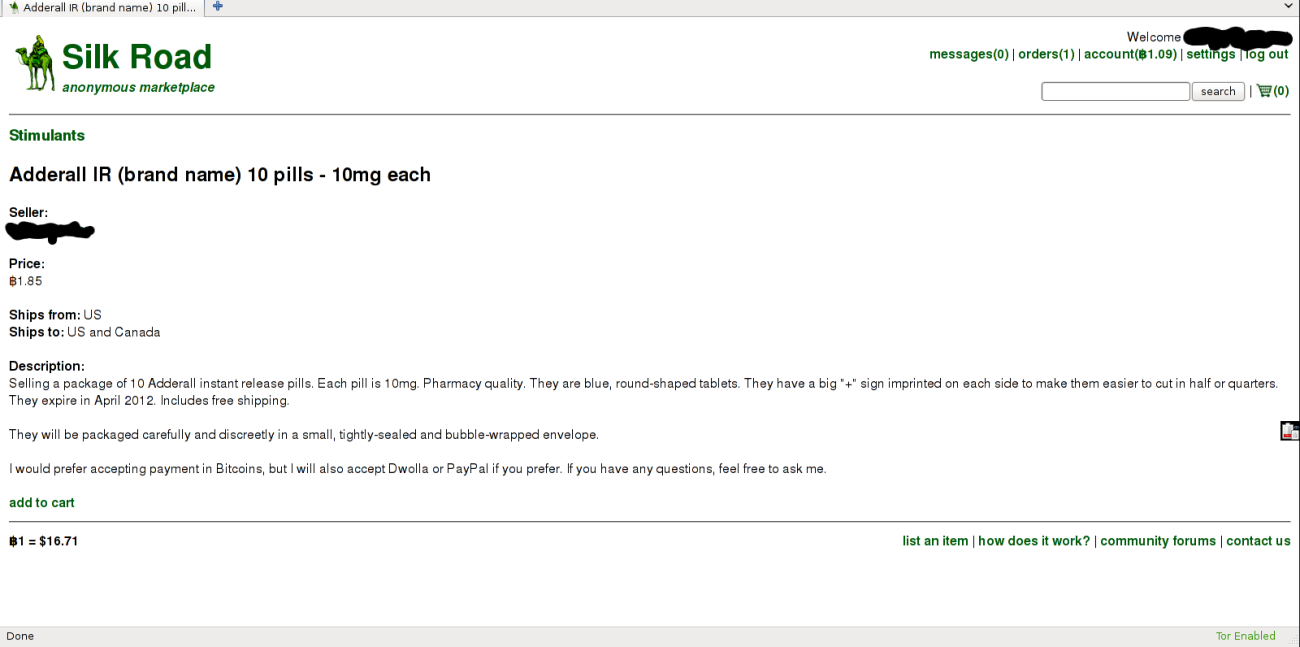 Adderall IR (brand name) 10 pill...
Silk Road
anonymous marketplace
Welcome
messages(0) | orders(1) | account(฿1.09) | settings | log out
search | (0)
Stimulants
Adderall IR (brand name) 10 pills - 10mg each
Seller:
Price:
฿1.85
Ships from: US
Ships to: US and Canada
Description:
Selling a package of 10 Adderall instant release pills. Each pill is 10mg. Pharmacy quality. They are blue, round-shaped tablets. They have a big "+" sign imprinted on each side to make them easier to cut in half or quarters.
They expire in April 2012. Includes free shipping.
They will be packaged carefully and discreetly in a small, tightly-sealed and bubble-wrapped envelope.
I would prefer accepting payment in Bitcoins, but I will also accept Dwolla or PayPal if you prefer. If you have any questions, feel free to ask me.
add to cart
฿1 = $16.71
list an item | how does it work? | community forums | contact us
Done
Tor Enabled